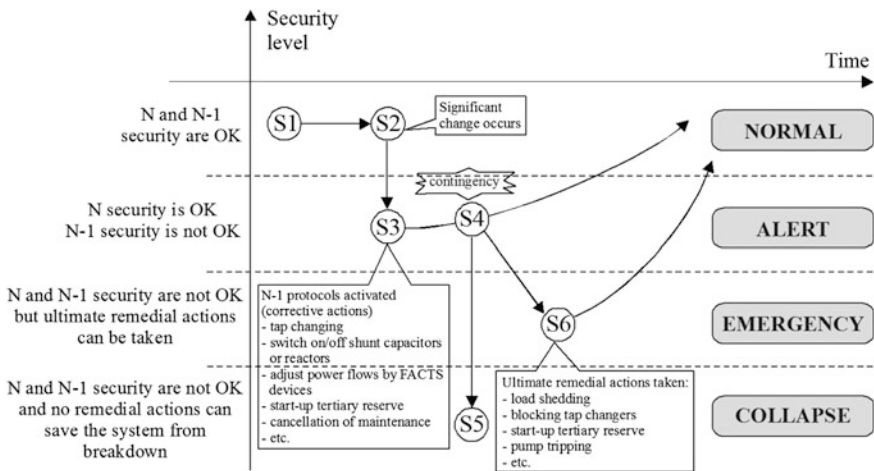 Security
level
Time
N and N-1
security are OK
S1
S2
Significant
change occurs
NORMAL
contingency
N security is OK
N-1 security is not OK
S3
S4
ALERT
N and N-1 security are not OK
but ultimate remedial actions
can be taken
N-1 protocols activated
(corrective actions)
- tap changing
- switch on/off shunt capacitors
or reactors
- adjust power flows by FACTS
devices
- start-up tertiary reserve
- cancellation of maintenance
- etc.
S6
EMERGENCY
N and N-1 security are not OK
and no remedial actions can
save the system from
breakdown
S5
Ultimate remedial actions taken:
- load shedding
- blocking tap changers
- start-up tertiary reserve
- pump tripping
- etc.
COLLAPSE